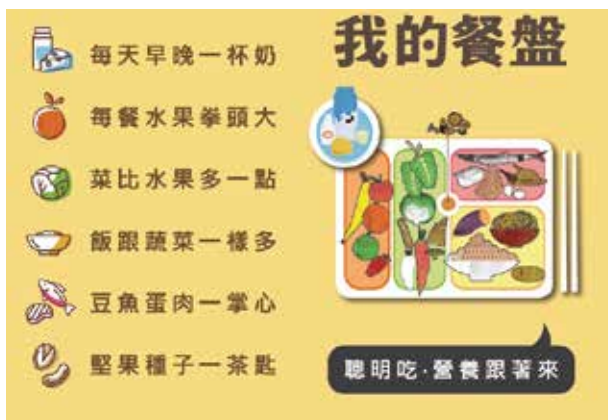 我的餐盤
每天早晚一杯奶
每餐水果拳頭大
菜比水果多一點
飯跟蔬菜一樣多
豆魚蛋肉一掌心
堅果種子一茶匙
聰明吃·營養跟著來